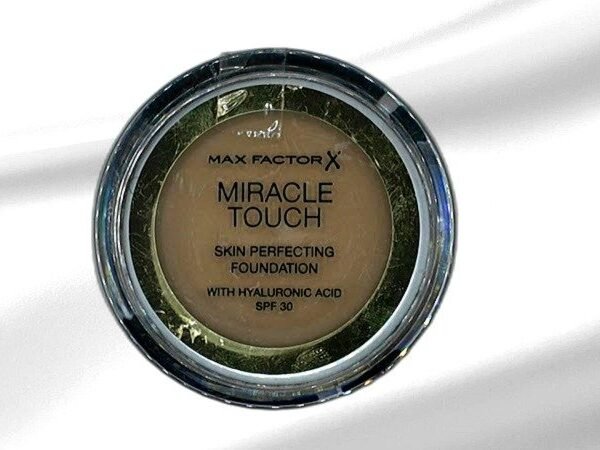 MAX FACTOR X
MIRACLE
TOUCH
SKIN PERFECTING
FOUNDATION
WITH HYALURONIC ACID
SPF 30